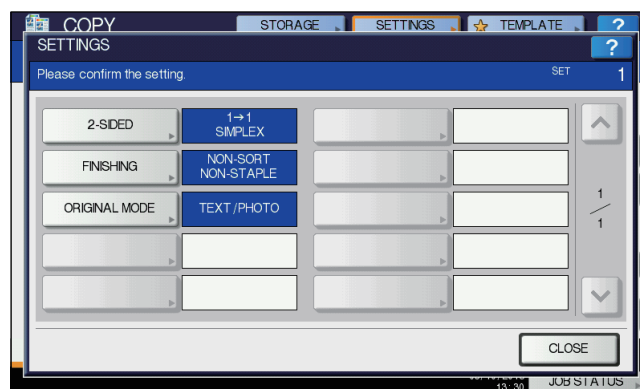 COPY
STORAGE
SETTINGS
TEMPLATE
?
SETTINGS
?
Please confirm the setting.
SET
1
2-SIDED
1→1
SIMPLEX
FINISHING
NON-SORT
NON-STAPLE
ORIGINAL MODE
TEXT/PHOTO
1
1
CLOSE
13:30
JOB STATUS